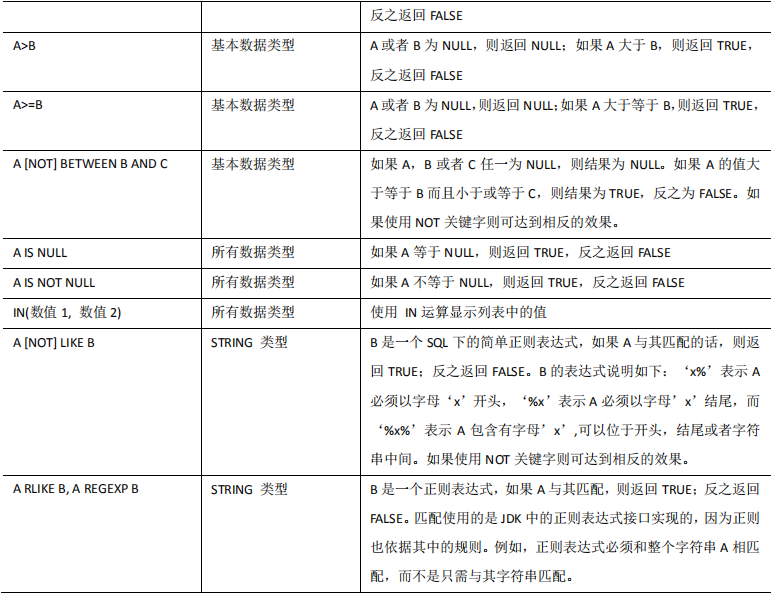 反之返回 FALSE
A>B 基本数据类型 A 或者 B 为 NULL，则返回 NULL；如果 A 大于 B，则返回 TRUE，
反之返回 FALSE
A>=B 基本数据类型 A 或者 B 为 NULL，则返回 NULL；如果 A 大于等于 B，则返回 TRUE，
反之返回 FALSE
A [NOT] BETWEEN B AND C 基本数据类型 如果 A，B 或者 C 任一为 NULL，则结果为 NULL。如果 A 的值大
于等于 B 而且小于或等于 C，则结果为 TRUE，反之为 FALSE。如
果使用 NOT 关键字则可达到相反的效果。
A IS NULL 所有数据类型 如果 A 等于 NULL，则返回 TRUE，反之返回 FALSE
A IS NOT NULL 所有数据类型 如果 A 不等于 NULL，则返回 TRUE，反之返回 FALSE
IN(数值 1, 数值 2) 所有数据类型 使用 IN 运算显示列表中的值
A [NOT] LIKE B STRING 类型 B 是一个 SQL 下的简单正则表达式，如果 A 与其匹配的话，则返
回 TRUE；反之返回 FALSE。B 的表达式说明如下：‘x%’表示 A
必须以字母‘x’开头，‘%x’表示 A 必须以字母’x’结尾，而
‘%x%’表示 A 包含有字母’x’,可以位于开头，结尾或者字符
串中间。如果使用 NOT 关键字则可达到相反的效果。
A RLIKE B, A REGEXP B STRING 类型 B 是一个正则表达式，如果 A 与其匹配，则返回 TRUE；反之返回
FALSE。匹配使用的是 JDK 中的正则表达式接口实现的，因为正则
也依据其中的规则。例如，正则表达式必须和整个字符串 A 相匹
配，而不是只需与其字符串匹配。